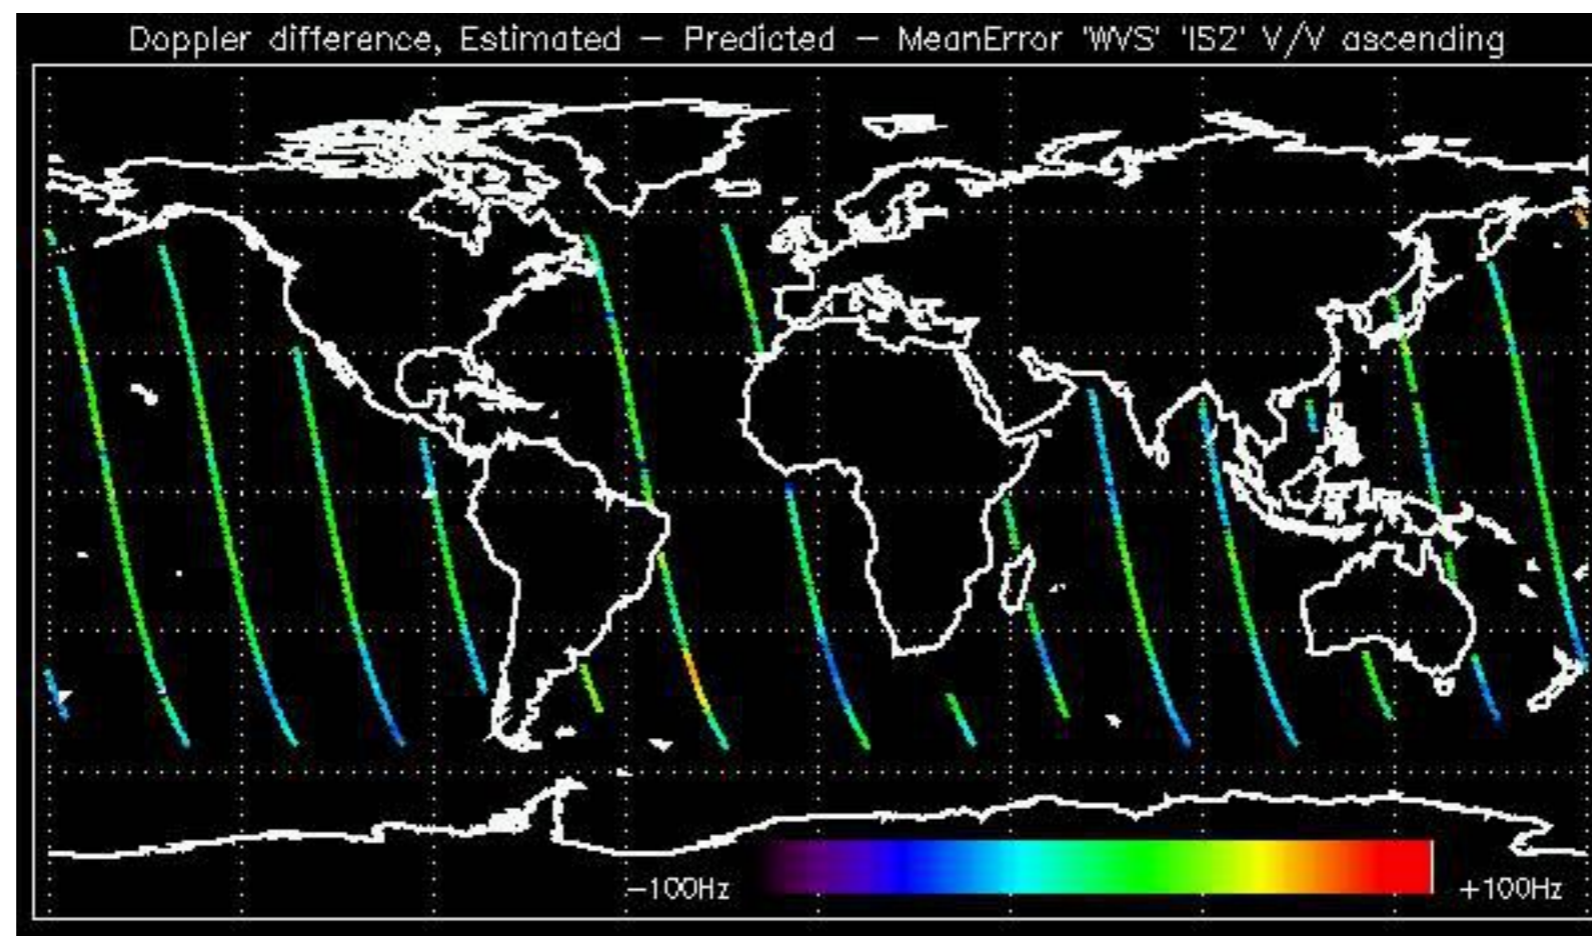 Doppler difference, Estimated – Predicted – MeanError 'WVS' 'IS2' V/V ascending
–100Hz
+100Hz